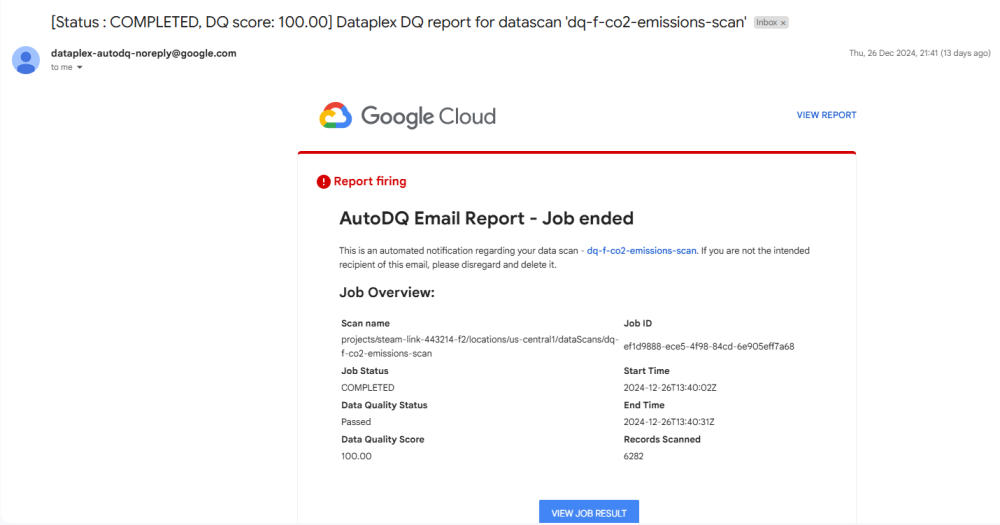 [Status : COMPLETED, DQ score: 100.00] Dataplex DQ report for datascan 'dq-f-co2-emissions-scan' Inbox ×
dataplex-autodq-noreply@google.com
Thu, 26 Dec 2024, 21:41 (13 days ago)
to me
Google Cloud
VIEW REPORT
! Report firing
AutoDQ Email Report - Job ended
This is an automated notification regarding your data scan - dq-f-co2-emissions-scan. If you are not the intended
recipient of this email, please disregard and delete it.
Job Overview:
Scan name
projects/steam-link-443214-f2/locations/us-central1/dataScans/dq-
f-co2-emissions-scan
Job ID
ef1d9888-ece5-4f98-84cd-6e905eff7a68
Job Status
COMPLETED
Start Time
2024-12-26T13:40:02Z
Data Quality Status
Passed
End Time
2024-12-26T13:40:31Z
Data Quality Score
100.00
Records Scanned
6282
VIEW JOB RESULT